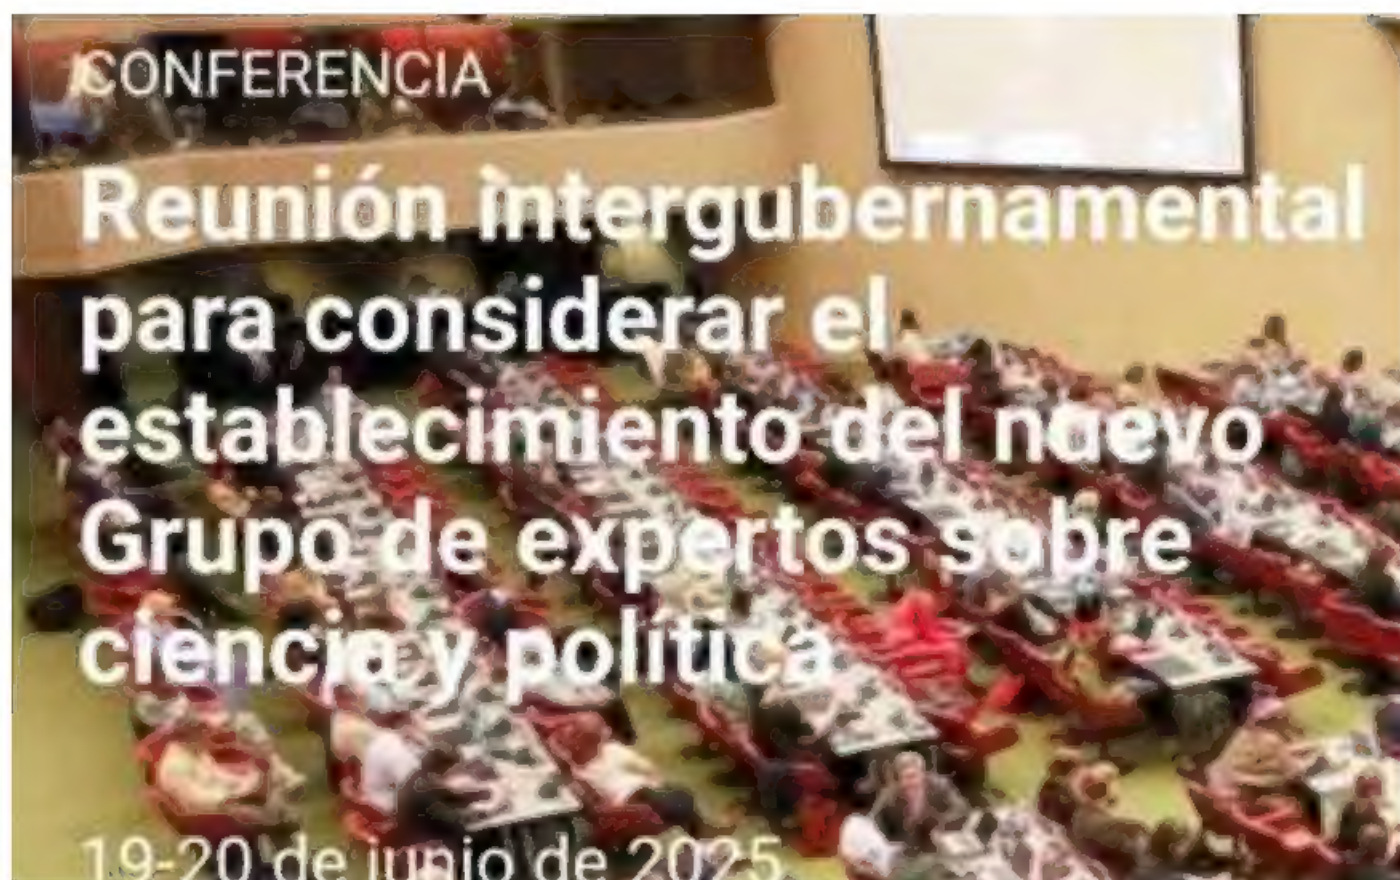 CONFERENCIA
Reunión intergubernamental
para considerar el
establecimiento del nuevo
Grupo de expertos sobre
ciencia y política
19-20 de junio de 2025